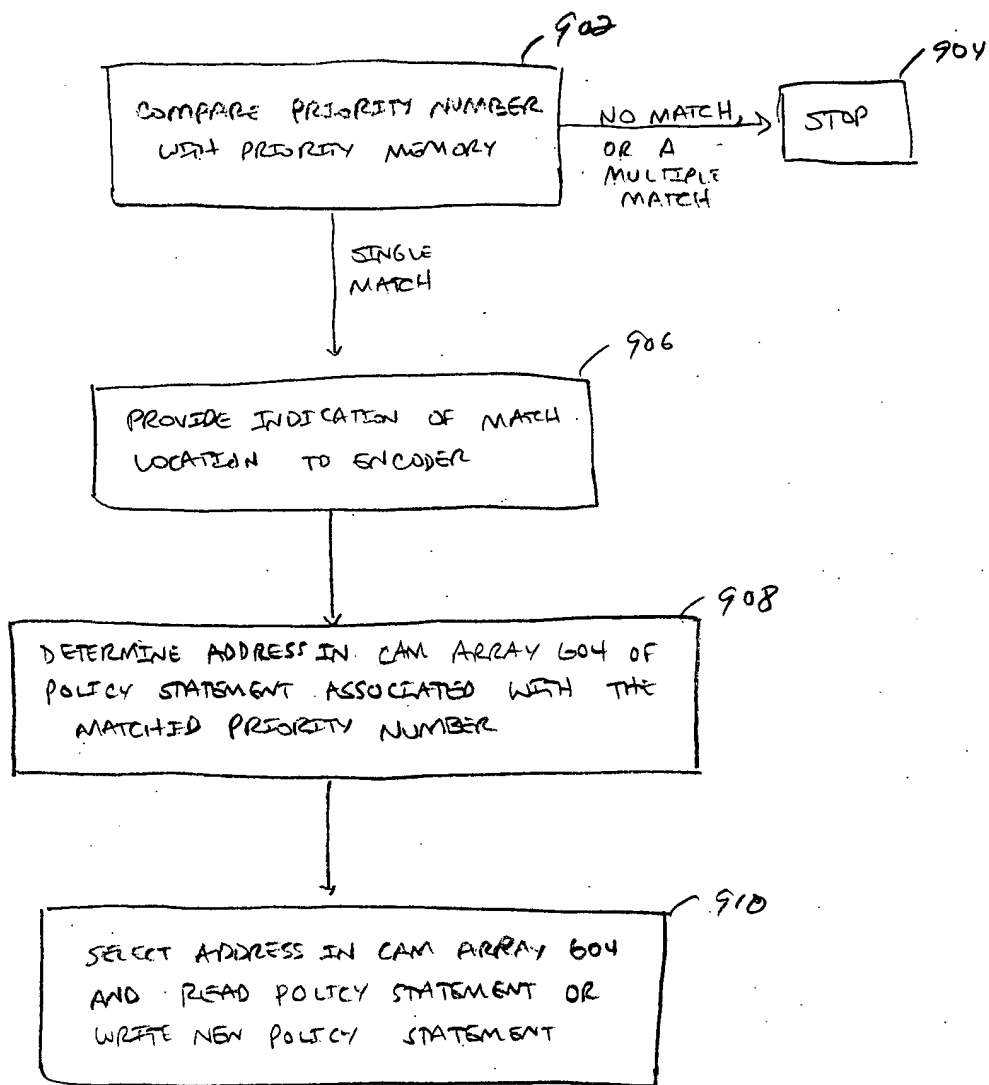 902
COMPARE PRIORITY NUMBER
WITH PRIORITY MEMORY
NO MATCH,
OR A
MULTIPLE
MATCH
904
STOP
SINGLE
MATCH
906
PROVIDE INDICATION OF MATCH
LOCATION TO ENCODER
908
DETERMINE ADDRESS IN CAM ARRAY 604 OF
POLICY STATEMENT ASSOCIATED WITH THE
MATCHED PRIORITY NUMBER
910
SELECT ADDRESS IN CAM ARRAY 604
AND READ POLICY STATEMENT OR
WRITE NEW POLICY STATEMENT